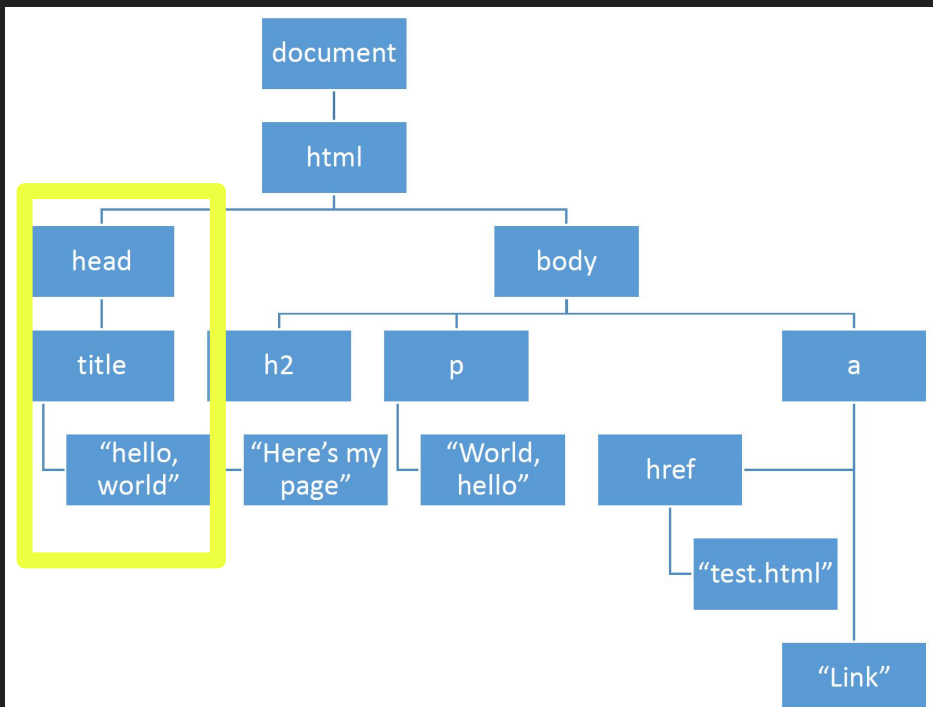 document
html
head
body
title
h2
p
a
“hello,
world”
“Here’s my
page”
“World,
hello”
href
“test.html”
“Link”